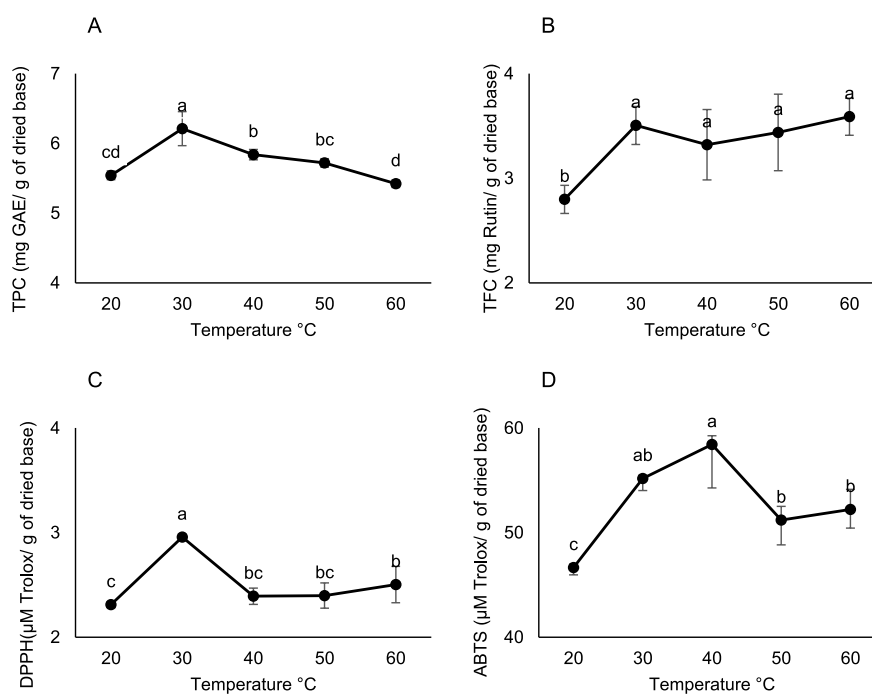 A
TPC (mg GAE/ g of dried base)
7
6
5
4
cd
a
b
bc
d
20 30 40 50 60
Temperature °C
B
TFC (mg Rutin/ g of dried base)
4
3
2
b
a
a
a
a
20 30 40 50 60
Temperature °C
C
DPPH(µM Trolox/ g of dried base)
4
3
2
c
a
bc
bc
b
20 30 40 50 60
Temperature °C
D
ABTS (µM Trolox/ g of dried base)
60
50
40
c
ab
a
b
b
20 30 40 50 60
Temperature °C